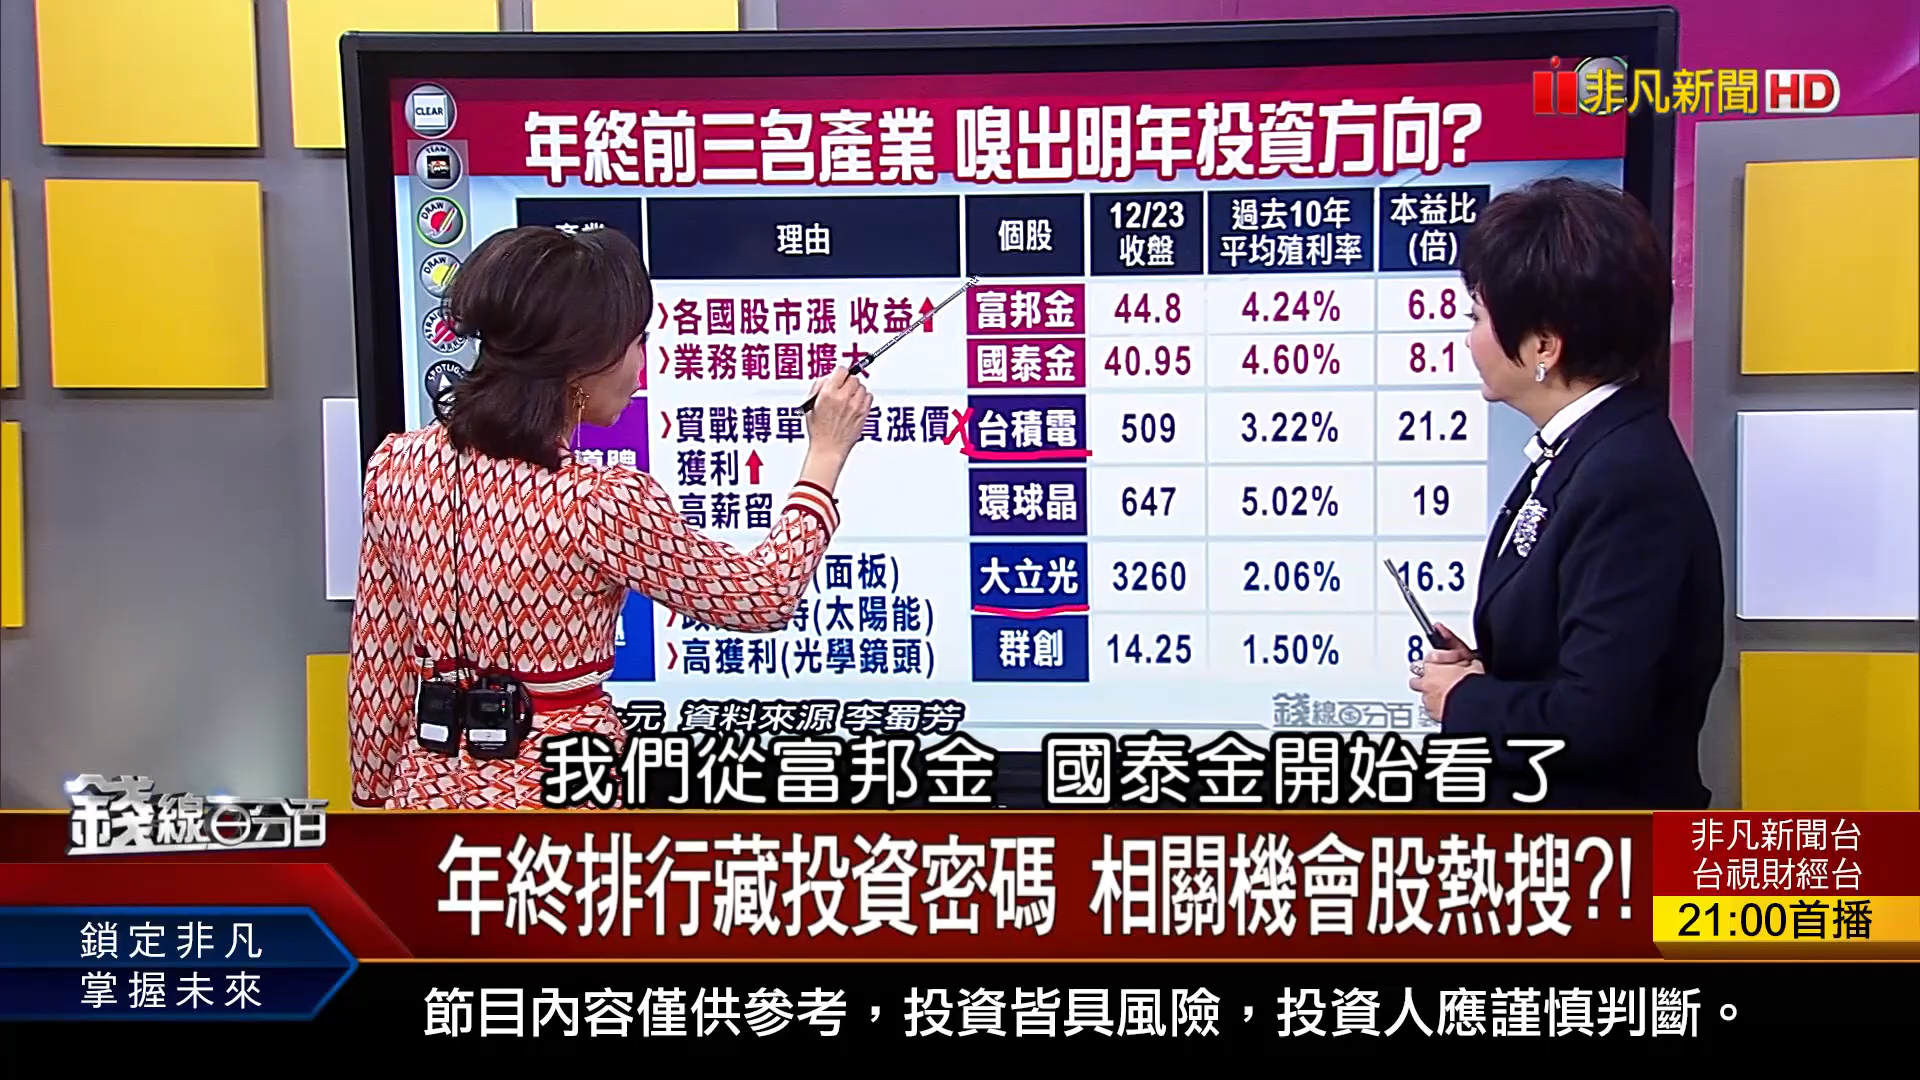 非凡新聞HD
年終前三名產業 嗅出明年投資方向?
CLEAR
TEAM
DRAW
DRAW
理由
個股
12/23
收盤
過去10年
平均殖利率
本益比
(倍)
各國股市漲 收益
業務範圍擴大
富邦金 44.8 4.24% 6.8
國泰金 40.95 4.60% 8.1
貿戰轉單
漲價
獲利
高薪留
台積電 509 3.22% 21.2
環球晶 647 5.02% 19
(面板)
(太陽能)
高獲利(光學鏡頭)
大立光 3260 2.06% 16.3
群創 14.25 1.50% 8
:元 資料來源 李蜀芳
錢線百分百
我們從富邦金 國泰金開始看了
錢線百分百
年終排行藏投資密碼 相關機會股熱搜?!
非凡新聞台
台視財經台
21:00首播
鎖定非凡
掌握未來
節目內容僅供參考，投資皆具風險，投資人應謹慎判斷。